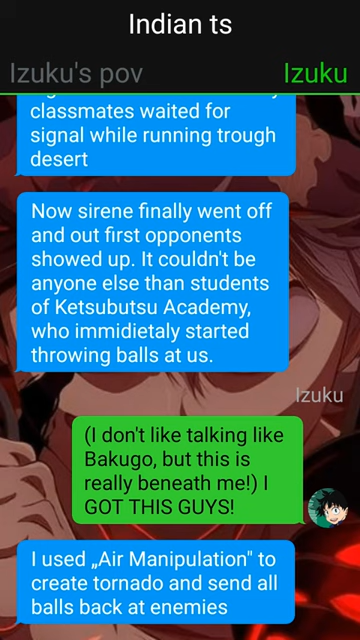 Indian ts
Izuku's pov Izuku
classmates waited for
signal while running trough
desert
Now sirene finally went off
and out first opponents
showed up. It couldn't be
anyone else than students
of Ketsubutsu Academy,
who immidietaly started
throwing balls at us.
Izuku
(I don't like talking like
Bakugo, but this is
really beneath me!) I
GOT THIS GUYS!
I used „Air Manipulation" to
create tornado and send all
balls back at enemies